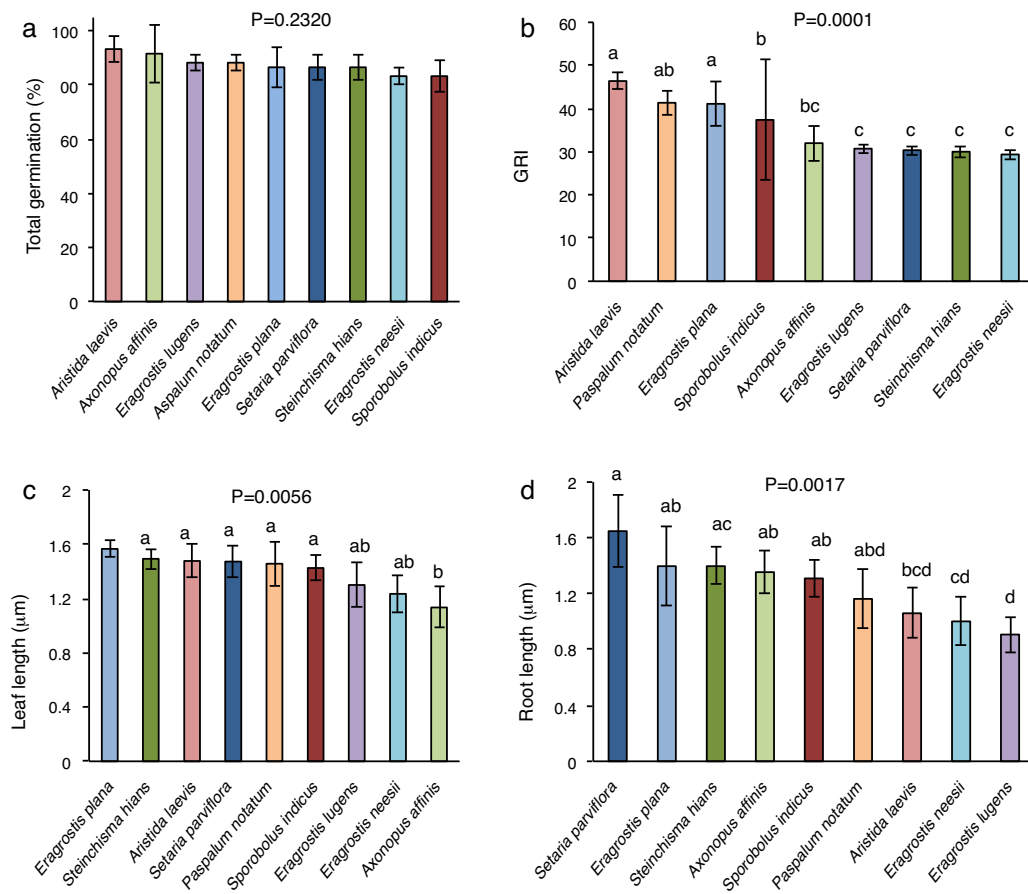 a
P=0.2320
Total germination (%)
100
80
60
40
20
0
Aristida laevis
Axonopus affinis
Eragrostis lugens
Aspalum notatum
Eragrostis plana
Setaria parviflora
Steinchisma hians
Eragrostis neesii
Sporobolus indicus
b
P=0.0001
GRI
60
50
40
30
20
10
0
a
ab
a
b
bc
c
c
c
c
Aristida laevis
Paspalum notatum
Eragrostis plana
Sporobolus indicus
Axonopus affinis
Eragrostis lugens
Setaria parviflora
Steinchisma hians
Eragrostis neesii
c
P=0.0056
Leaf length (μm)
2
1.6
1.2
0.8
0.4
0
a
a
a
a
a
ab
ab
b
Eragrostis plana
Steinchisma hians
Aristida laevis
Setaria parviflora
Paspalum notatum
Sporobolus indicus
Eragrostis lugens
Eragrostis neesii
Axonopus affinis
d
P=0.0017
Root length (μm)
2
1.6
1.2
0.8
0.4
0
a
ab
ac
ab
ab
abd
bcd
cd
d
Setaria parviflora
Eragrostis plana
Steinchisma hians
Axonopus affinis
Sporobolus indicus
Paspalum notatum
Aristida laevis
Eragrostis neesii
Eragrostis lugens